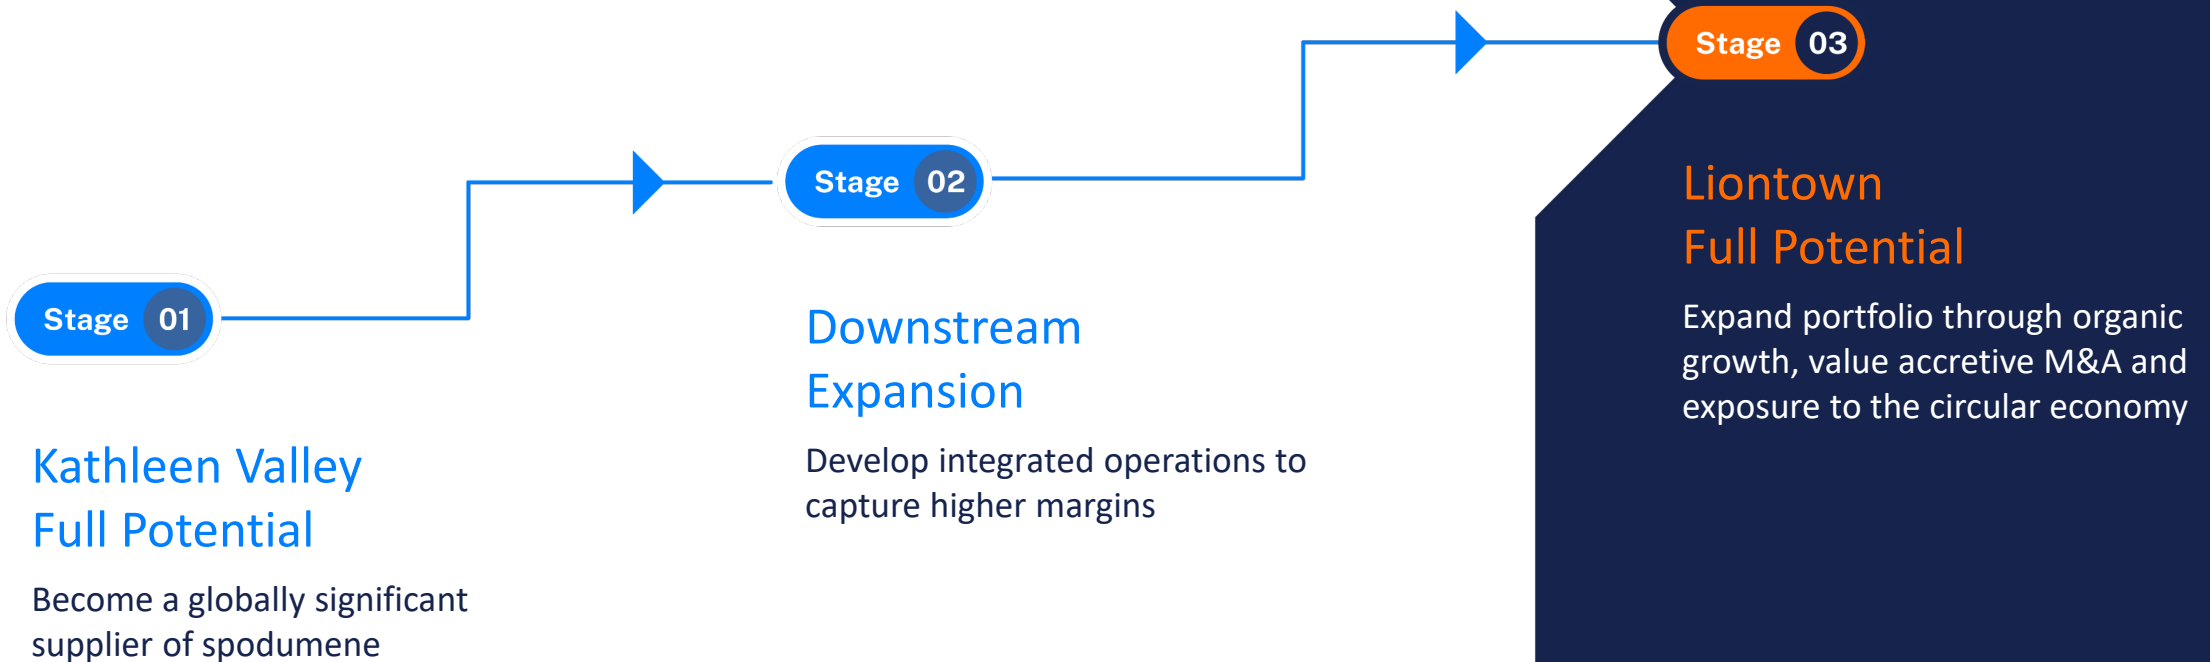 Stage 01
Kathleen Valley
Full Potential
Become a globally significant
supplier of spodumene
Stage 02
Downstream
Expansion
Develop integrated operations to
capture higher margins
Stage 03
Liontown
Full Potential
Expand portfolio through organic
growth, value accretive M&A and
exposure to the circular economy